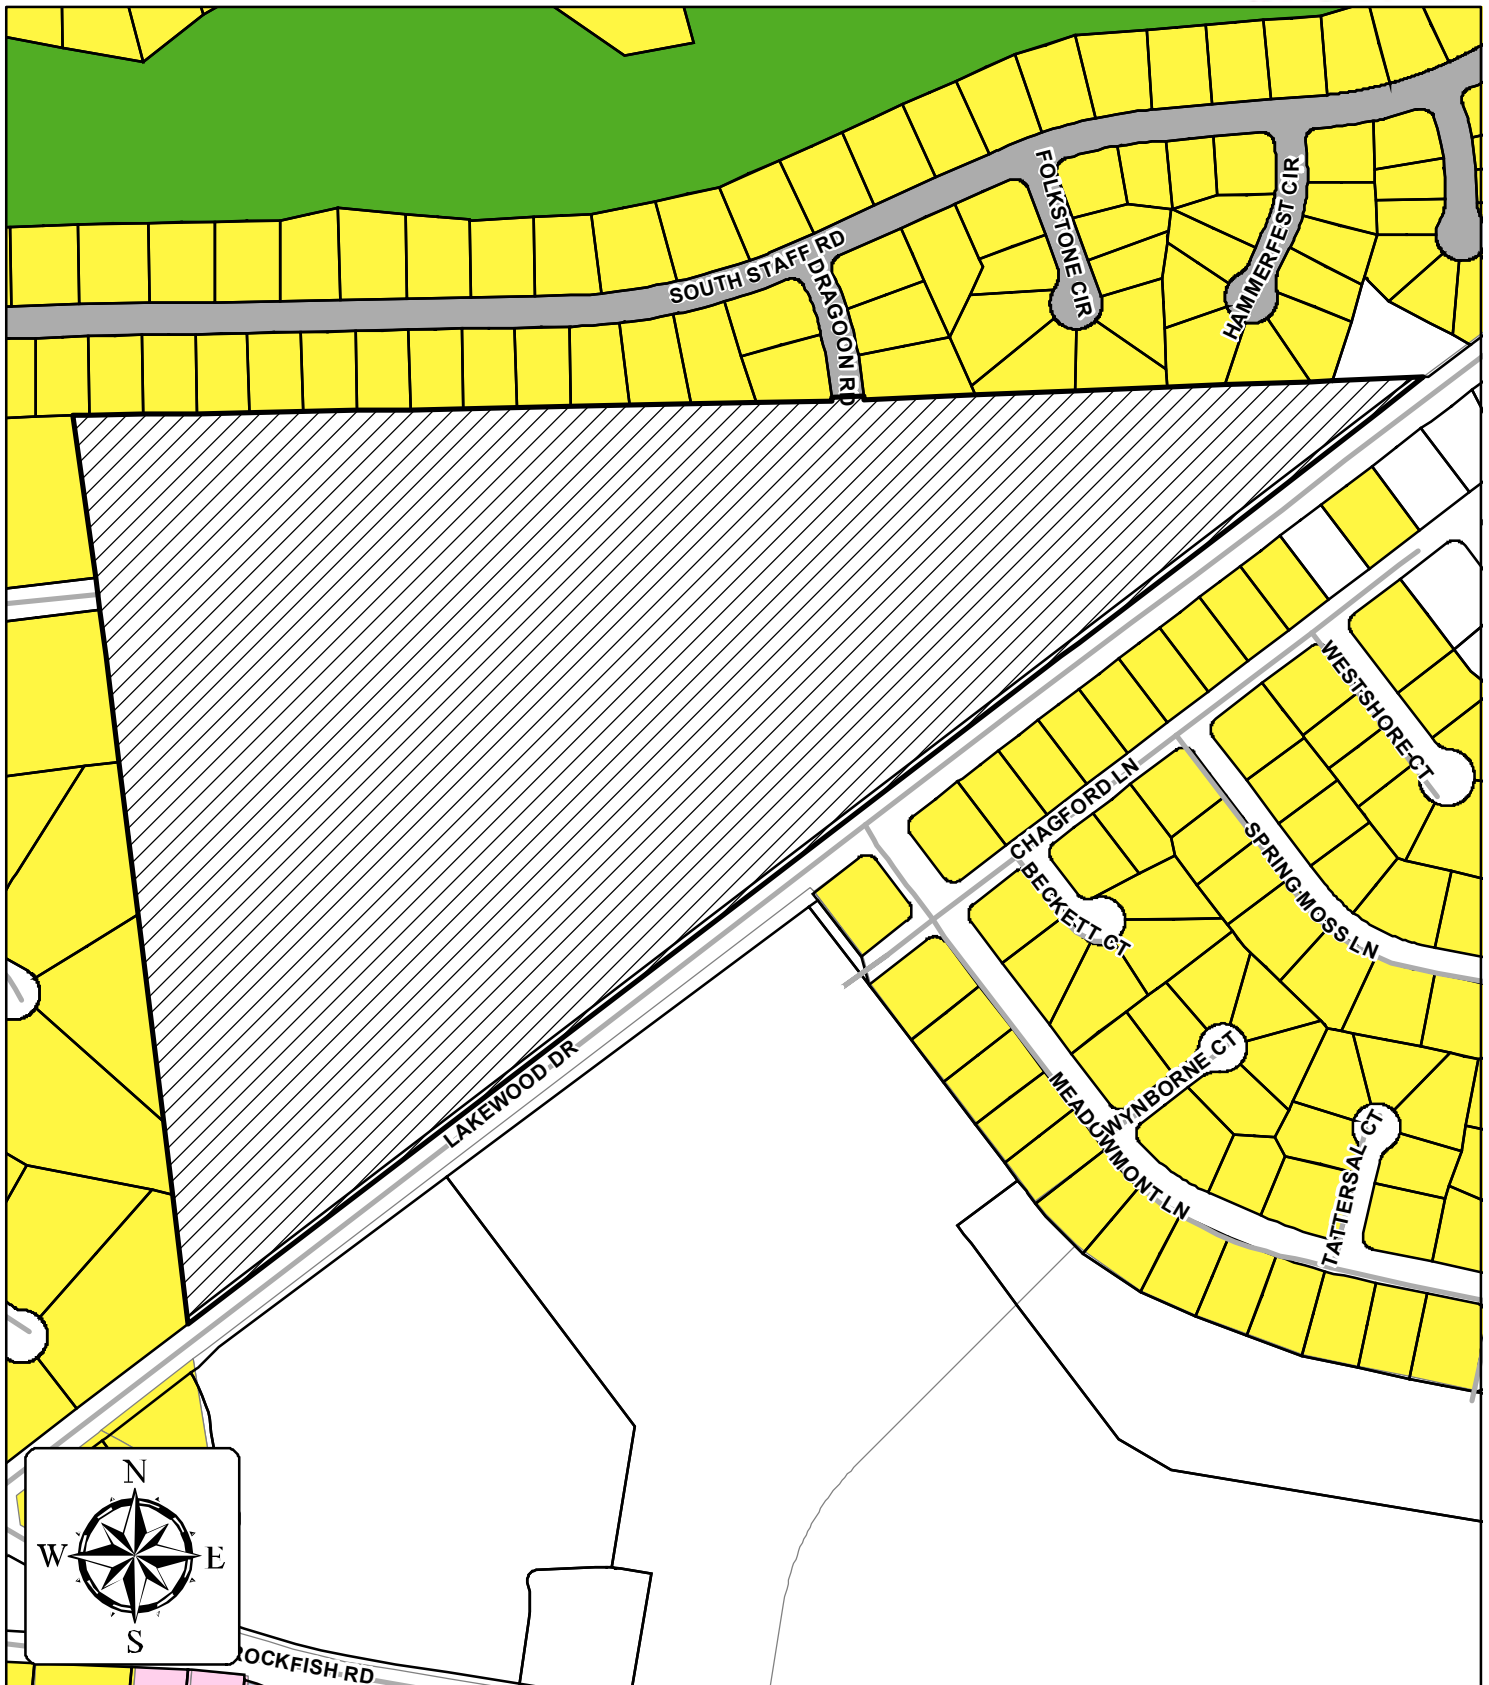 FOLKSTONE CIR
HAMMERFEST CIR
SOUTH STAFF RD
DRAGOON RD
WESTSHORE CT
CHAGFORD LN
SPRING MOSS LN
BECKETT CT
LAKEWOOD DR
WYNBORNE CT
MEADOWMONT LN
TATTERSAL CT
N
W E
S
ROCKFISH RD